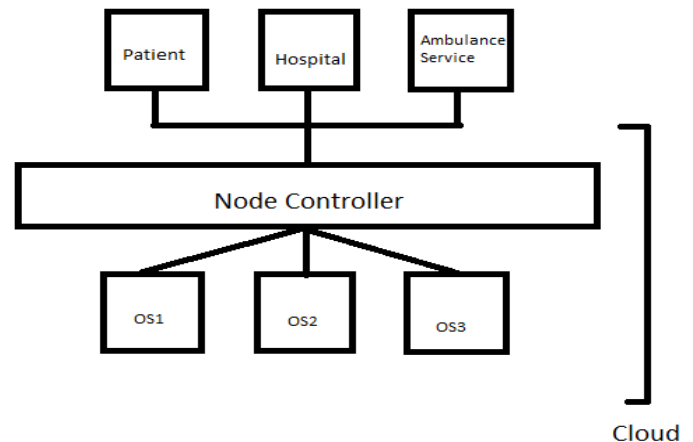 Patient
Hospital
Ambulance
Service
Node Controller
OS1
OS2
OS3
Cloud